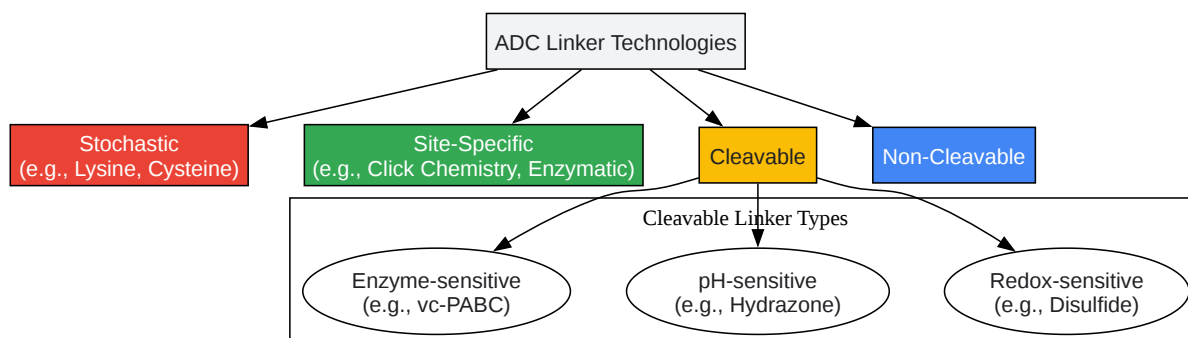 ADC Linker Technologies
Stochastic
(e.g., Lysine, Cysteine)
Site-Specific
(e.g., Click Chemistry, Enzymatic)
Cleavable
Non-Cleavable
Cleavable Linker Types
Enzyme-sensitive
(e.g., vc-PABC)
pH-sensitive
(e.g., Hydrazone)
Redox-sensitive
(e.g., Disulfide)